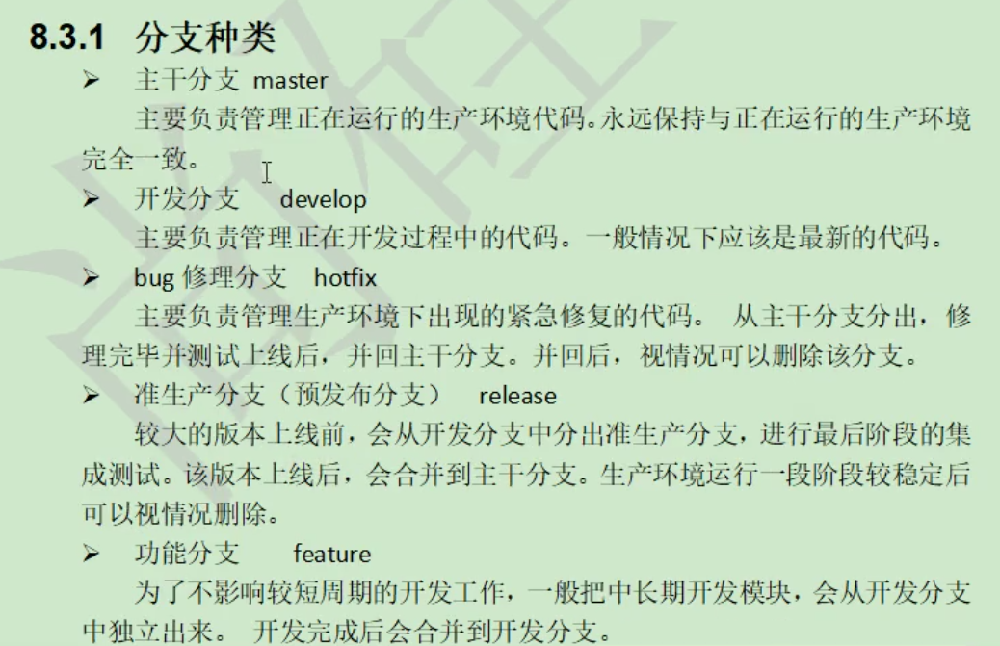 8.3.1 分支种类
➢ 主干分支 master
主要负责管理正在运行的生产环境代码。永远保持与正在运行的生产环境
完全一致。
➢ 开发分支 develop
主要负责管理正在开发过程中的代码。一般情况下应该是最新的代码。
➢ bug 修理分支 hotfix
主要负责管理生产环境下出现的紧急修复的代码。 从主干分支分出，修
理完毕并测试上线后，并回主干分支。并回后，视情况可以删除该分支。
➢ 准生产分支（预发布分支） release
较大的版本上线前，会从开发分支中分出准生产分支，进行最后阶段的集
成测试。该版本上线后，会合并到主干分支。生产环境运行一段阶段较稳定后
可以视情况删除。
➢ 功能分支 feature
为了不影响较短周期的开发工作，一般把中长期开发模块，会从开发分支
中独立出来。 开发完成后会合并到开发分支。